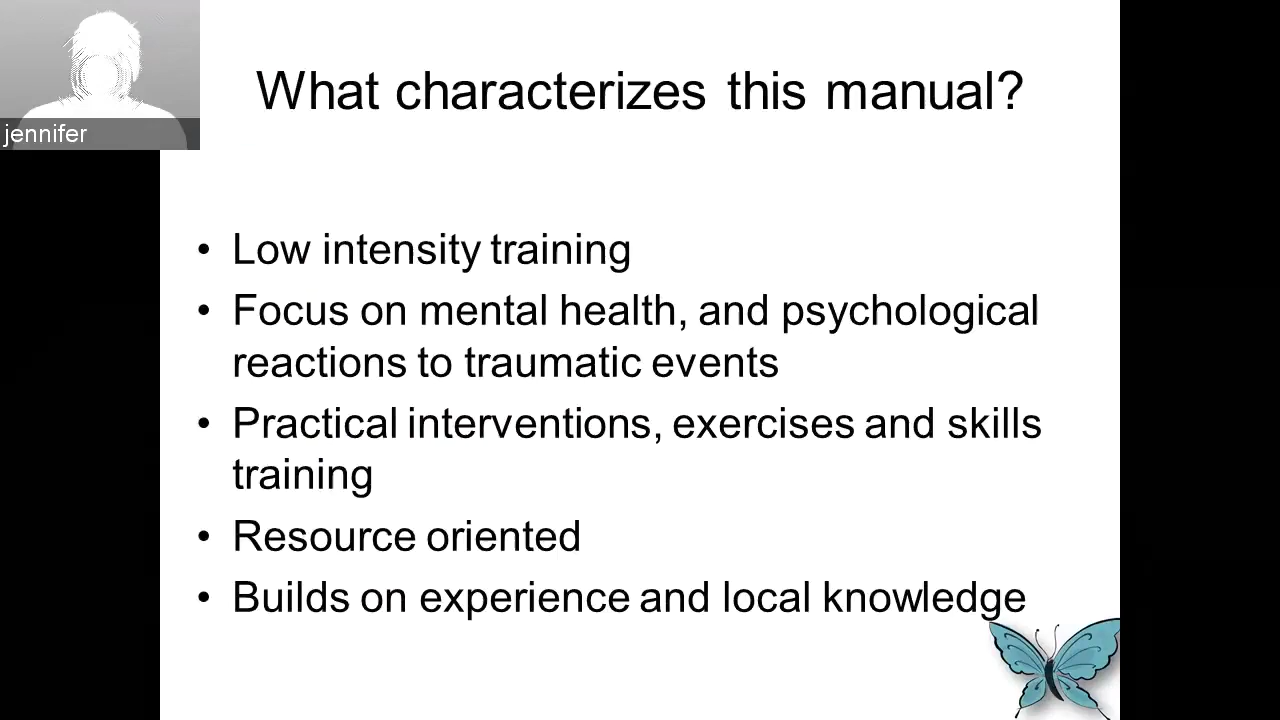 jennifer
What characterizes this manual?
• Low intensity training
• Focus on mental health, and psychological
reactions to traumatic events
• Practical interventions, exercises and skills
training
• Resource oriented
• Builds on experience and local knowledge